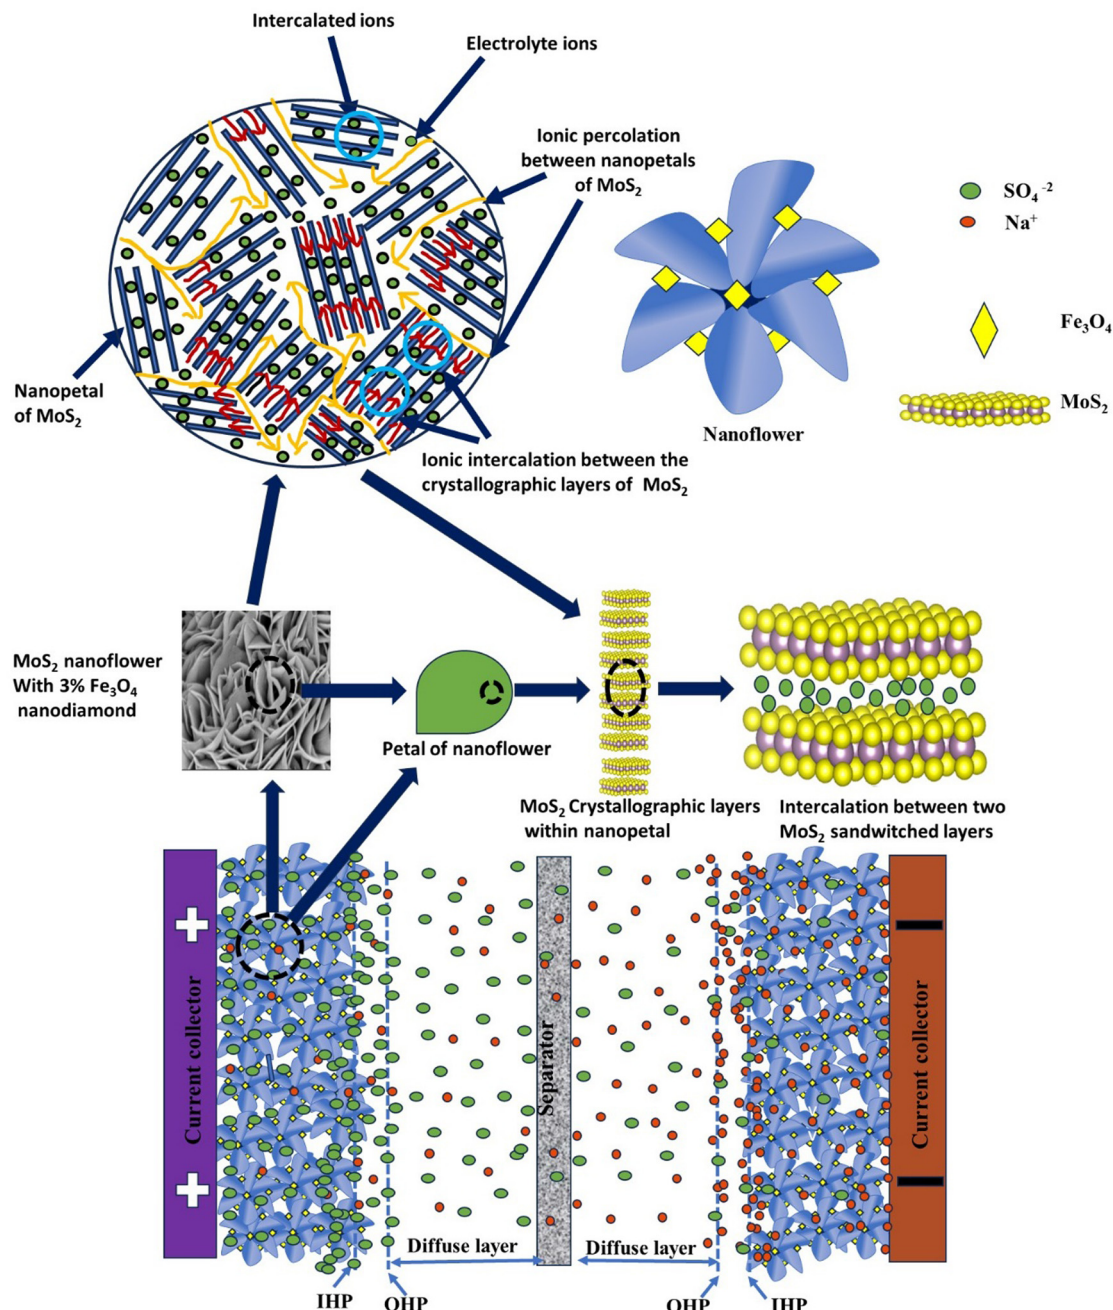 Intercalated ions
Electrolyte ions
Ionic percolation
between nanopetals
of MoS₂
SO₄⁻²
Na⁺
Fe₃O₄
MoS₂
Nanopetal
of MoS₂
Nanoflower
Ionic intercalation between the
crystallographic layers of MoS₂
MoS₂ nanoflower
With 3% Fe₃O₄
nanodiamond
Petal of nanoflower
MoS₂ Crystallographic layers
within nanopetal
Intercalation between two
MoS₂ sandwitched layers
Current collector
Separator
Current collector
Diffuse layer
Diffuse layer
IHP
OHP
OHP
IHP